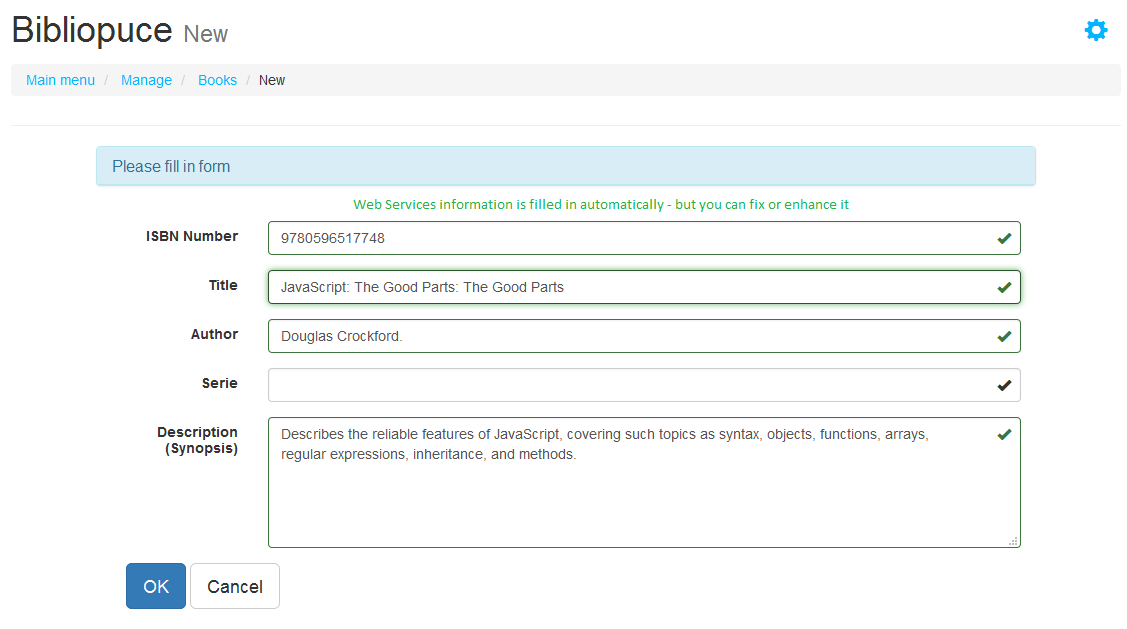 Bibliopuce New
Main menu / Manage / Books / New
Please fill in form
Web Services information is filled in automatically - but you can fix or enhance it
ISBN Number 9780596517748
Title JavaScript: The Good Parts: The Good Parts
Author Douglas Crockford.
Serie
Description Describes the reliable features of JavaScript, covering such topics as syntax, objects, functions, arrays,
(Synopsis) regular expressions, inheritance, and methods.
OK Cancel